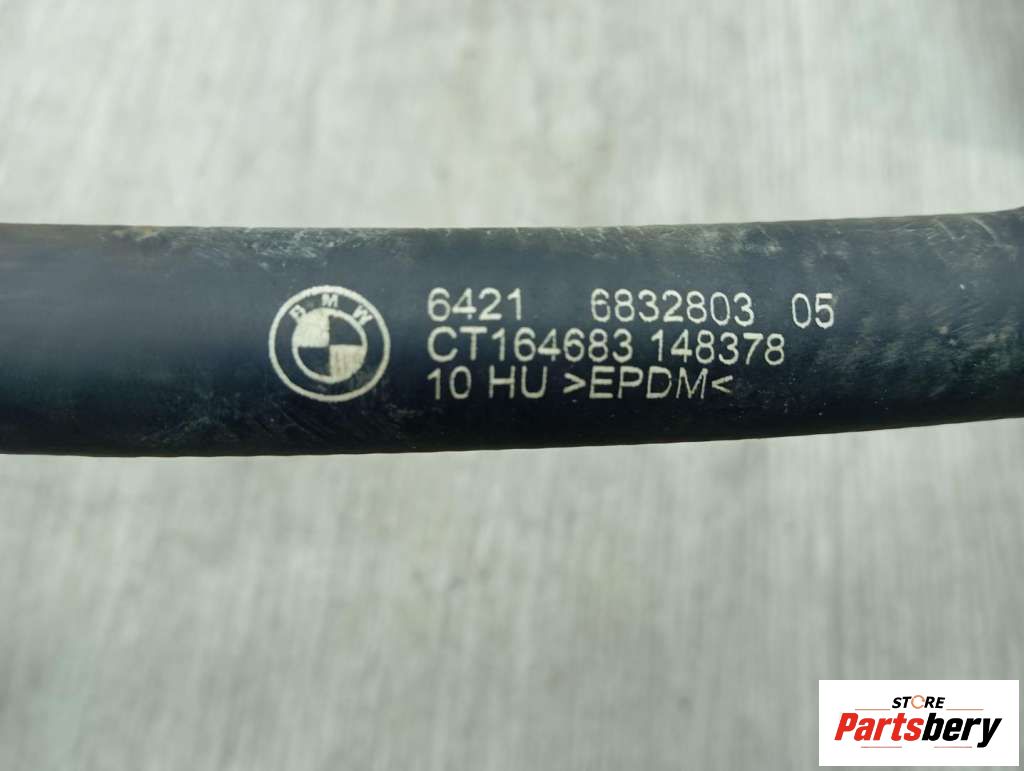 BMW
6421 6832803 05
CT164683 148378
10 HU >EPDM<
STORE
Partsbery